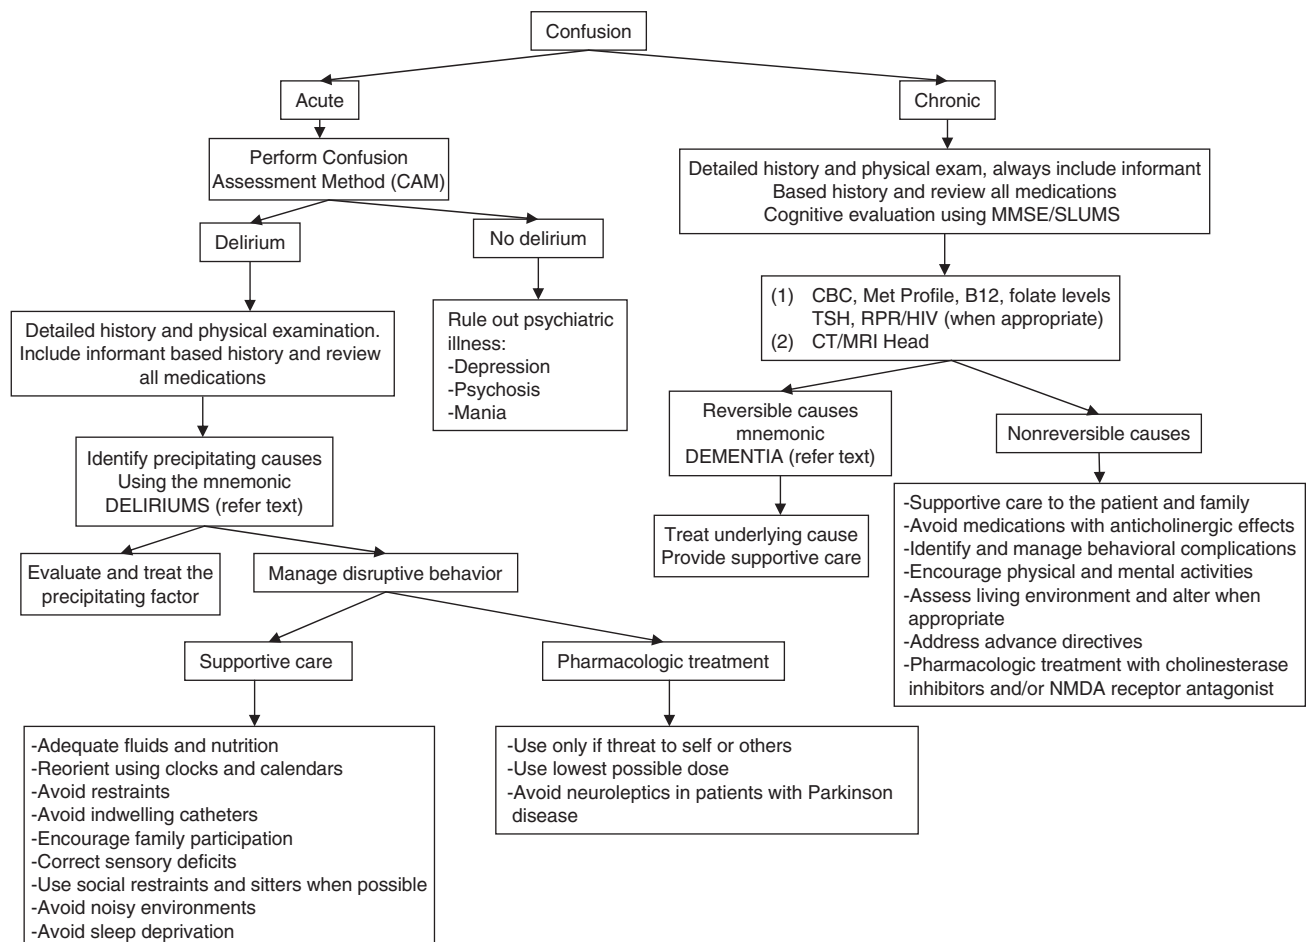 Confusion
Acute
Chronic
Perform Confusion
Assessment Method (CAM)
Detailed history and physical exam, always include informant
Based history and review all medications
Cognitive evaluation using MMSE/SLUMS
Delirium
No delirium
(1) CBC, Met Profile, B12, folate levels
TSH, RPR/HIV (when appropriate)
(2) CT/MRI Head
Detailed history and physical examination.
Include informant based history and review
all medications
Rule out psychiatric
illness:
-Depression
-Psychosis
-Mania
Reversible causes
mnemonic
DEMENTIA (refer text)
Nonreversible causes
Identify precipitating causes
Using the mnemonic
DELIRIUMS (refer text)
Treat underlying cause
Provide supportive care
-Supportive care to the patient and family
-Avoid medications with anticholinergic effects
-Identify and manage behavioral complications
-Encourage physical and mental activities
-Assess living environment and alter when
appropriate
-Address advance directives
-Pharmacologic treatment with cholinesterase
inhibitors and/or NMDA receptor antagonist
Evaluate and treat the
precipitating factor
Manage disruptive behavior
Supportive care
Pharmacologic treatment
-Adequate fluids and nutrition
-Reorient using clocks and calendars
-Avoid restraints
-Avoid indwelling catheters
-Encourage family participation
-Correct sensory deficits
-Use social restraints and sitters when possible
-Avoid noisy environments
-Avoid sleep deprivation
-Use only if threat to self or others
-Use lowest possible dose
-Avoid neuroleptics in patients with Parkinson
disease